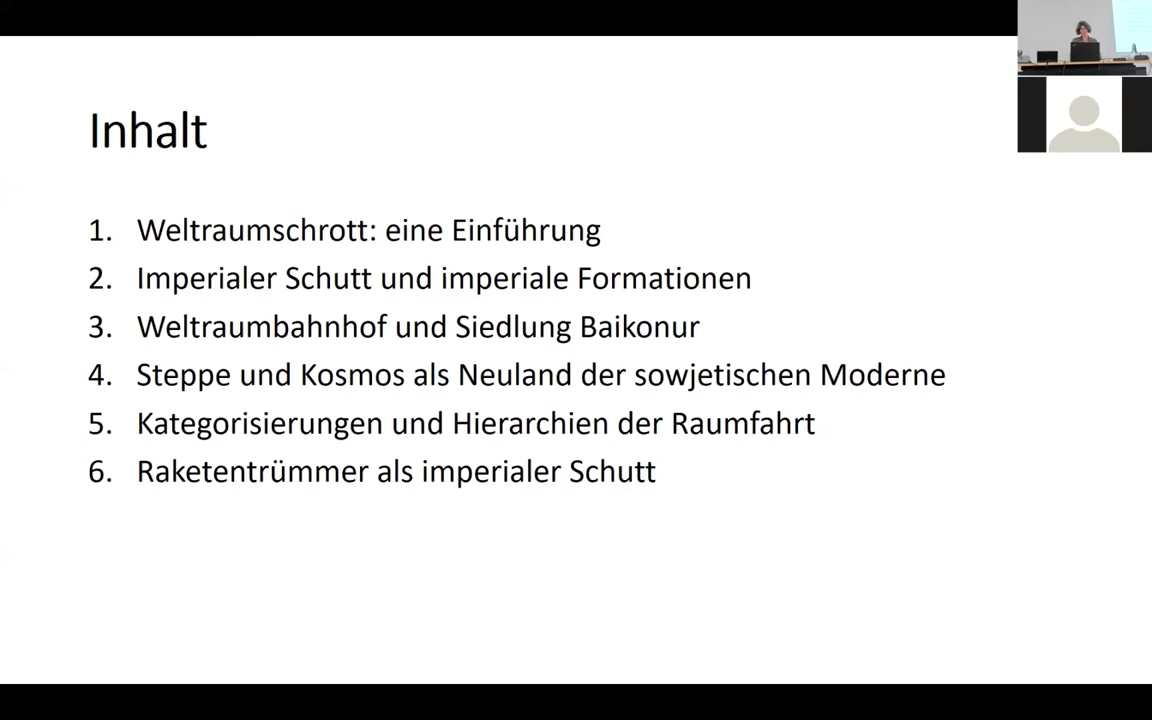 Inhalt
1. Weltraumschrott: eine Einführung
2. Imperialer Schutt und imperiale Formationen
3. Weltraumbahnhof und Siedlung Baikonur
4. Steppe und Kosmos als Neuland der sowjetischen Moderne
5. Kategorisierungen und Hierarchien der Raumfahrt
6. Raketentrümmer als imperialer Schutt